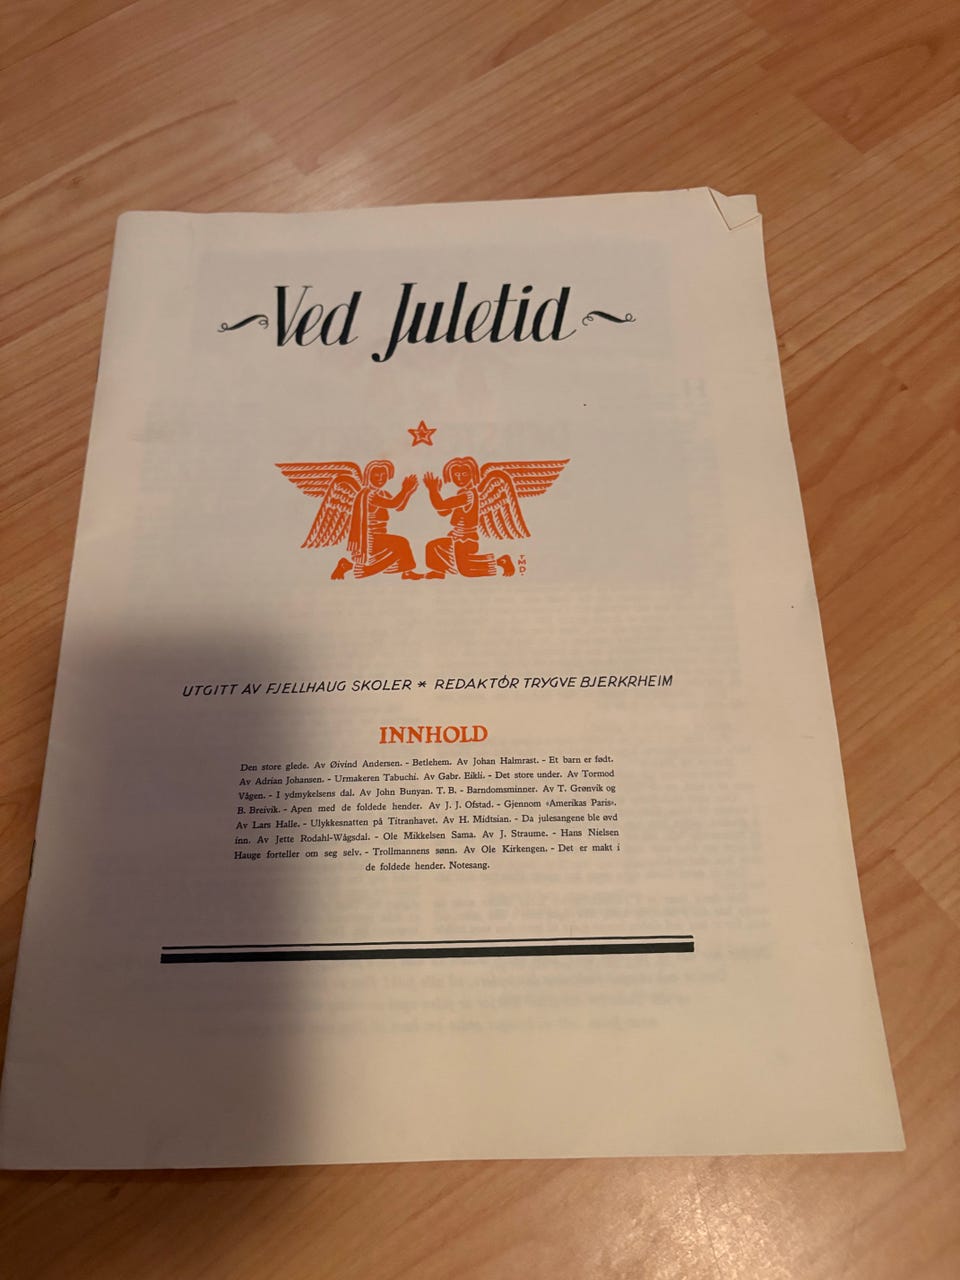 Ved Juletid
T
M
D.
UTGITT AV FJELLHAUG SKOLER * REDAKTØR TRYGVE BJERKRHEIM
INNHOLD
Den store glede. Av Øivind Andersen. - Betlehem. Av Johan Halmrast. - Et barn er født.
Av Adrian Johansen. - Urmakeren Tabuchi. Av Gabr. Eikli. - Det store under. Av Tormod
Vågen. - I ydmykelsens dal. Av John Bunyan. T. B. - Barndomsminner. Av T. Grønvik og
B. Breivik. - Apen med de foldede hender. Av J. J. Ofstad. - Gjennom «Amerikas Paris».
Av Lars Halle. - Ulykkesnatten på Titranhavet. Av H. Midtsian. - Da julesangene ble øvd
inn. Av Jette Rodahl-Wågsdal. - Ole Mikkelsen Sama. Av J. Straume. - Hans Nielsen
Hauge forteller om seg selv. - Trollmannens sønn. Av Ole Kirkengen. - Det er makt i
de foldede hender. Notesang.